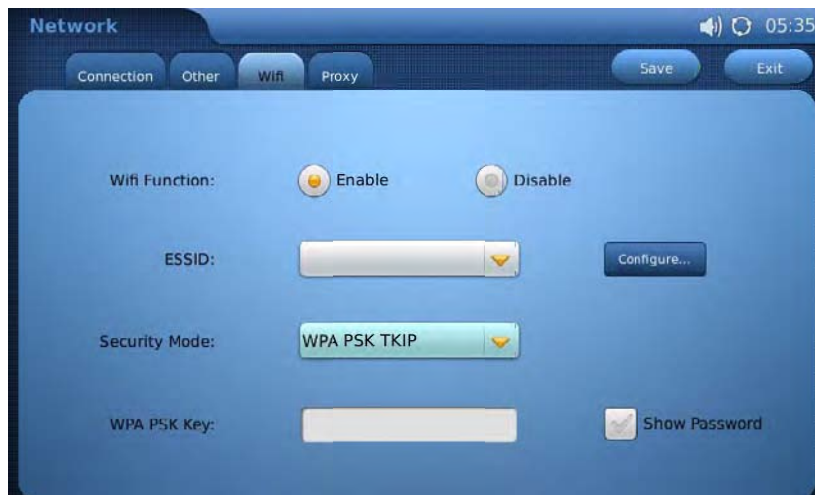 Network 05:35
Connection Other Wifi Proxy Save Exit
Wifi Function: Enable Disable
ESSID: Configure...
Security Mode: WPA PSK TKIP
WPA PSK Key: Show Password